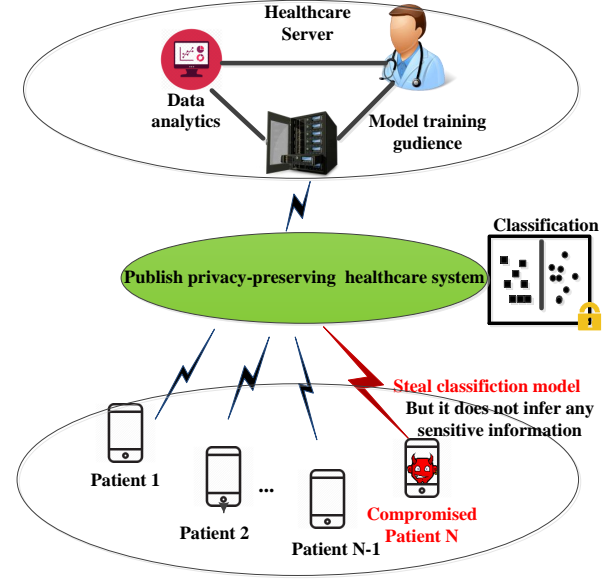 Healthcare
Server
Data
analytics
Model training
gudience
Classification
Publish privacy-preserving healthcare system
Steal classifiction model
But it does not infer any
sensitive information
Patient 1
Patient 2
...
Patient N-1
Compromised
Patient N